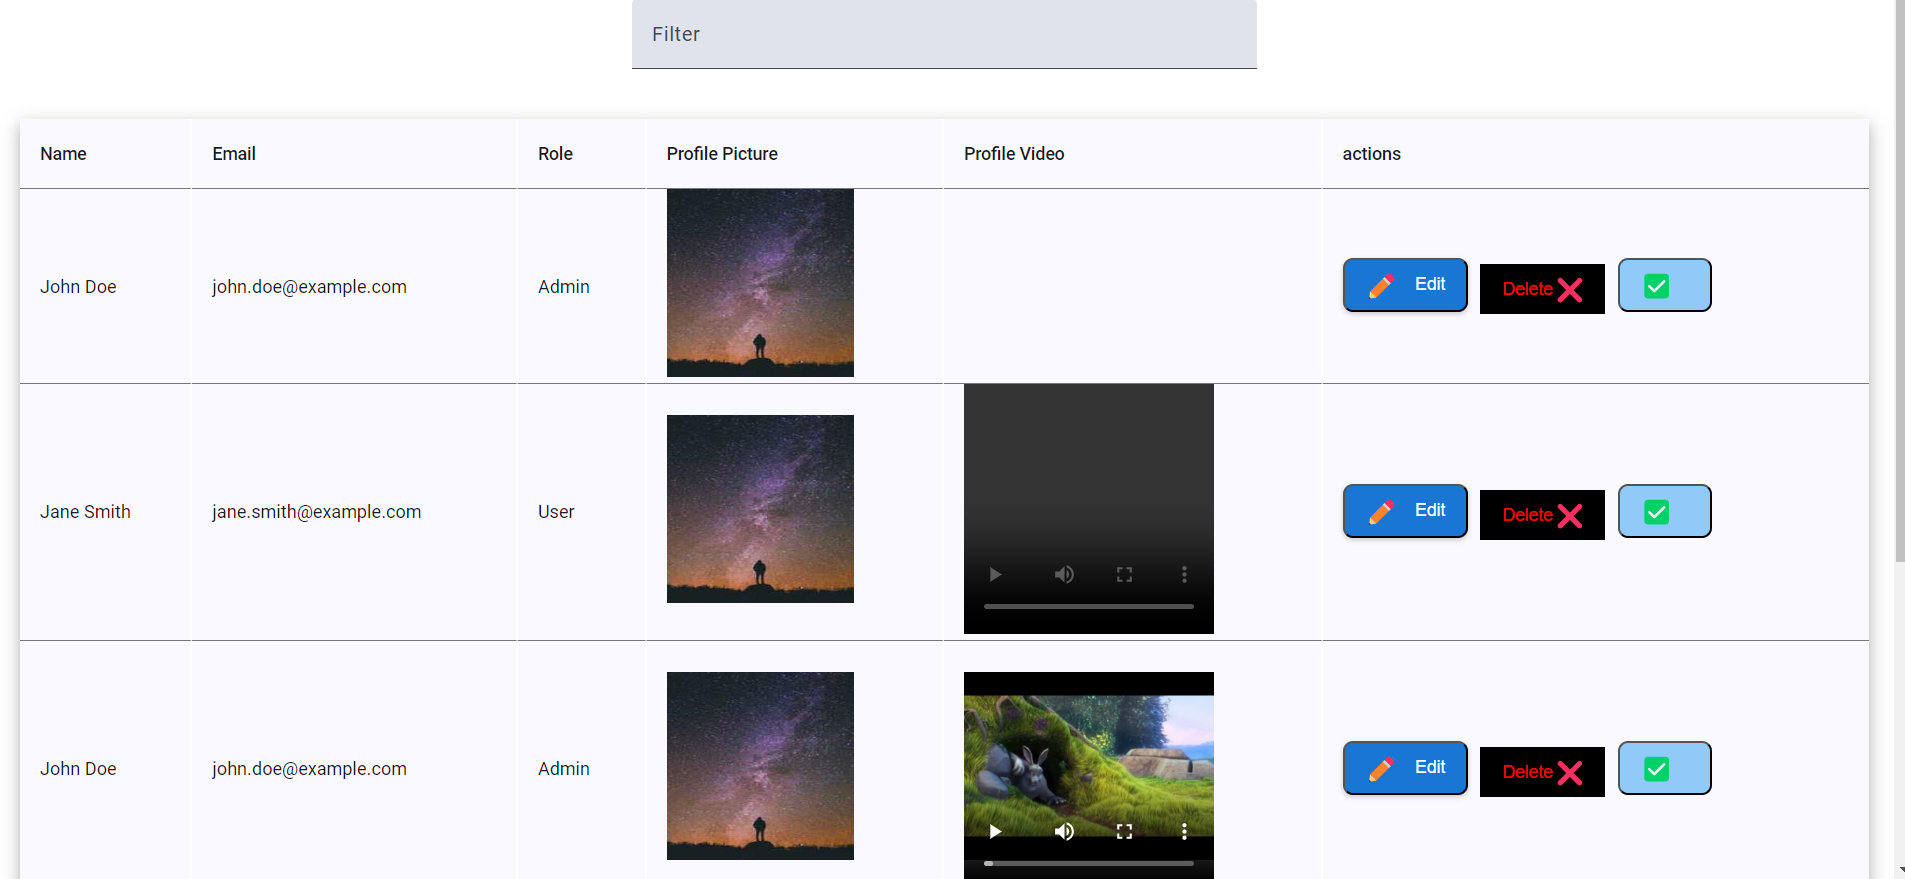 Filter
Name Email Role Profile Picture Profile Video actions
John Doe john.doe@example.com Admin Edit Delete
Jane Smith jane.smith@example.com User Edit Delete
John Doe john.doe@example.com Admin Edit Delete